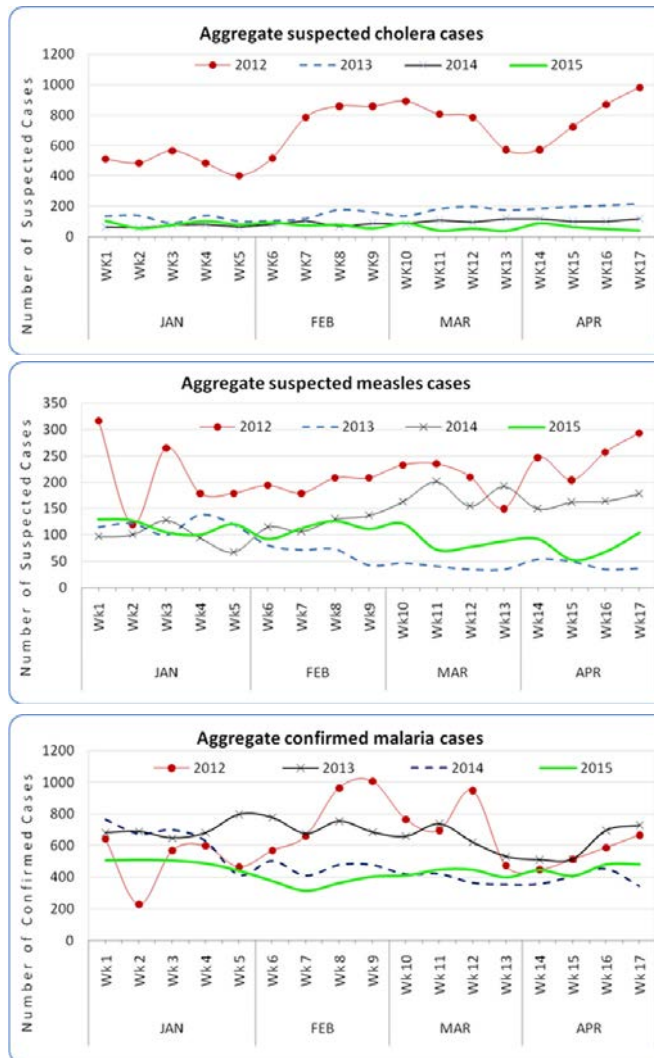 Aggregate suspected cholera cases
2012 2013 2014 2015
Number of Suspected Cases
1200
1000
800
600
400
200
0
WK1 Wk2 WK3 WK4 WK5 WK6 WK7 WK8 WK9 WK10 WK11 WK12 WK13 WK14 WK15 WK16 WK17
JAN FEB MAR APR
Aggregate suspected measles cases
2012 2013 2014 2015
Number of Suspected Cases
350
300
250
200
150
100
50
0
Wk1 Wk2 Wk3 Wk4 Wk5 Wk6 Wk7 Wk8 Wk9 Wk10 Wk11 Wk12 Wk13 Wk14 Wk15 Wk16 Wk17
JAN FEB MAR APR
Aggregate confirmed malaria cases
2012 2013 2014 2015
Number of Confirmed Cases
1200
1000
800
600
400
200
0
Wk1 Wk2 Wk3 Wk4 Wk5 Wk6 Wk7 Wk8 Wk9 Wk10 Wk11 Wk12 Wk13 Wk14 Wk15 Wk16 Wk17
JAN FEB MAR APR